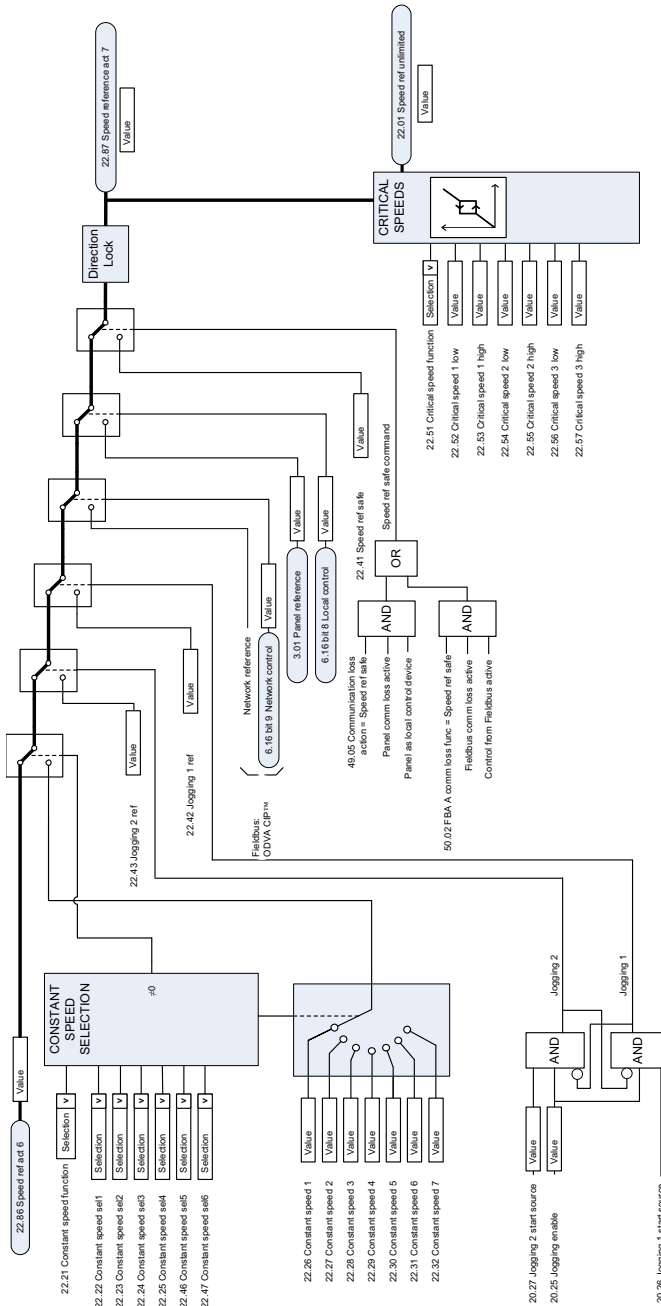 22.86 Speed ref act 6
Value
22.87 Speed reference act 7
Value
Direction
Lock
22.21 Constant speed function
Selection
v
CONSTANT
SPEED
SELECTION
≠0
22.22 Constant speed sel1
Selection
v
22.23 Constant speed sel2
Selection
v
22.24 Constant speed sel3
Selection
v
22.25 Constant speed sel4
Selection
v
22.46 Constant speed sel5
Selection
v
22.47 Constant speed sel6
Selection
v
22.26 Constant speed 1
Value
22.27 Constant speed 2
Value
22.28 Constant speed 3
Value
22.29 Constant speed 4
Value
22.30 Constant speed 5
Value
22.31 Constant speed 6
Value
22.32 Constant speed 7
Value
20.27 Jogging 2 start source
Value
20.25 Jogging enable
Value
20.26 Jogging 1 start source
AND
Jogging 2
AND
Jogging 1
22.43 Jogging 2 ref
Value
22.42 Jogging 1 ref
Value
Fieldbus:
ODVA CIP™
Network reference
6.16 bit 9 Network control
Value
3.01 Panel reference
Value
6.16 bit 8 Local control
Value
22.41 Speed ref safe
Value
49.05 Communication loss
action = Speed ref safe
Panel comm loss active
Panel as local control device
AND
50.02 FBA A comm loss func = Speed ref safe
Fieldbus comm loss active
Control from Fieldbus active
AND
OR
Speed ref safe command
CRITICAL
SPEEDS
22.01 Speed ref unlimited
Value
22.51 Critical speed function
Selection
v
22.52 Critical speed 1 low
Value
22.53 Critical speed 1 high
Value
22.54 Critical speed 2 low
Value
22.55 Critical speed 2 high
Value
22.56 Critical speed 3 low
Value
22.57 Critical speed 3 high
Value